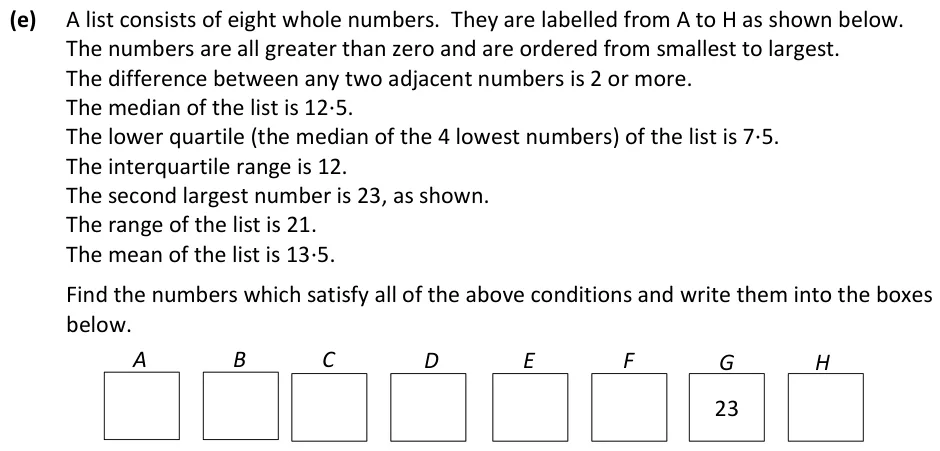 (e) A list consists of eight whole numbers. They are labelled from A to H as shown below.
The numbers are all greater than zero and are ordered from smallest to largest.
The difference between any two adjacent numbers is 2 or more.
The median of the list is 12·5.
The lower quartile (the median of the 4 lowest numbers) of the list is 7·5.
The interquartile range is 12.
The second largest number is 23, as shown.
The range of the list is 21.
The mean of the list is 13·5.
Find the numbers which satisfy all of the above conditions and write them into the boxes
below.
A B C D E F G H
23